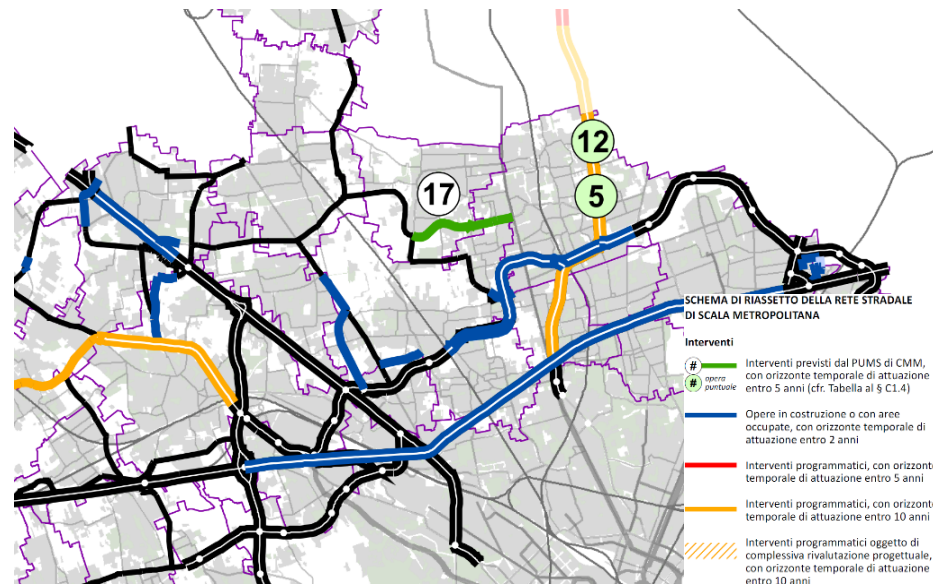 12
17
5
SCHEMA DI RIASSETTO DELLA RETE STRADALE
DI SCALA METROPOLITANA
Interventi
#
# opera
puntuale
Interventi previsti dal PUMS di CMM,
con orizzonte temporale di attuazione
entro 5 anni (cfr. Tabella al § C1.4)
Opere in costruzione o con aree
occupate, con orizzonte temporale di
attuazione entro 2 anni
Interventi programmatici, con orizzonte
temporale di attuazione entro 5 anni
Interventi programmatici, con orizzonte
temporale di attuazione entro 10 anni
Interventi programmatici oggetto di
complessiva rivalutazione progettuale,
con orizzonte temporale di attuazione
entro 10 anni